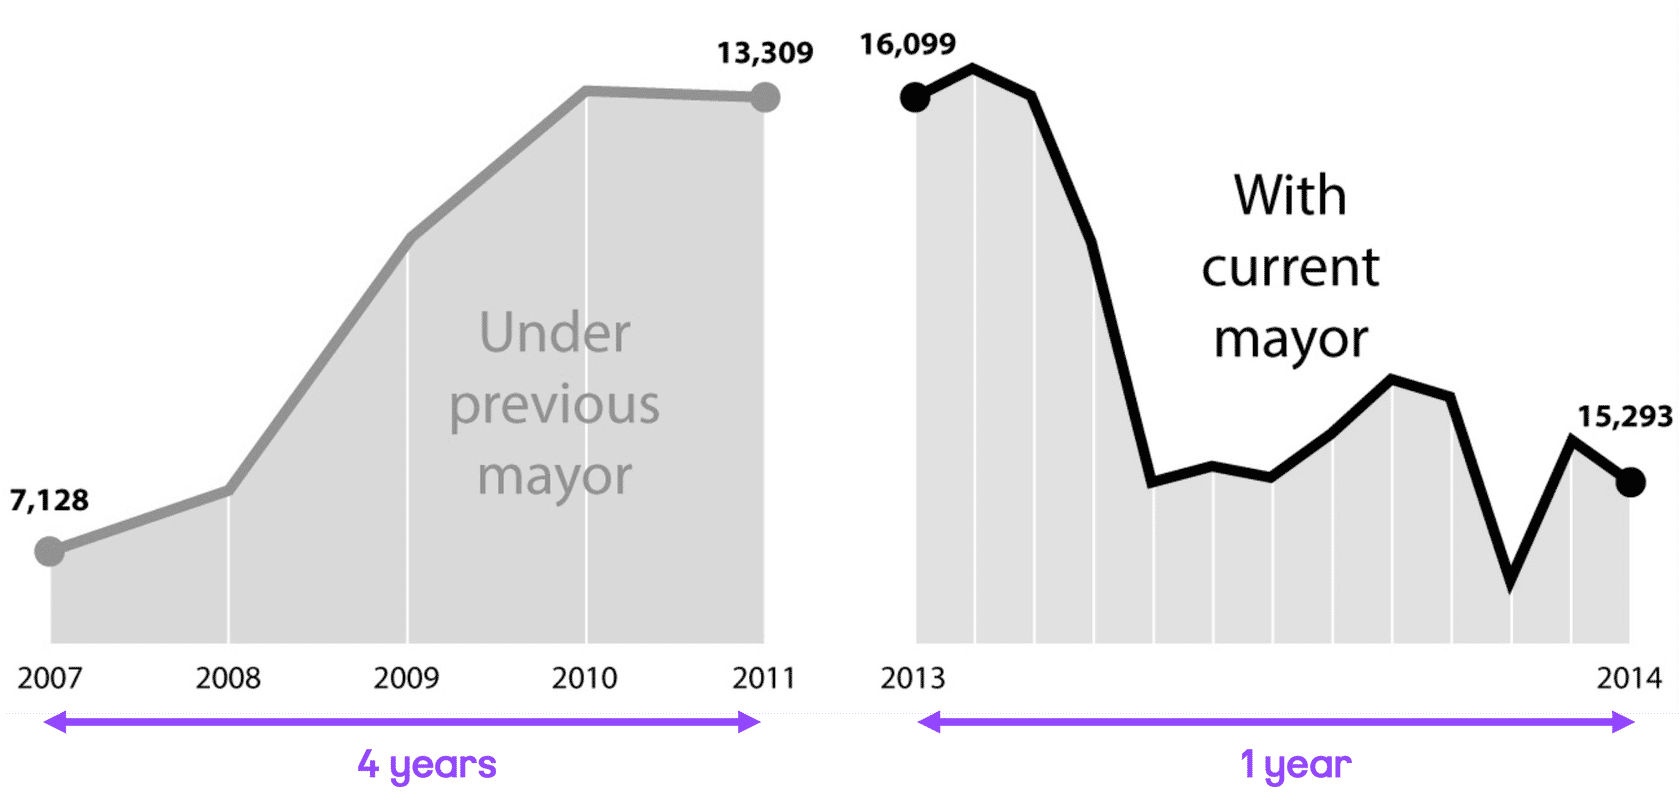 13,309
7,128
Under
previous
mayor
2007
2008
2009
2010
2011
4 years
16,099
With
current
mayor
15,293
2013
2014
1 year